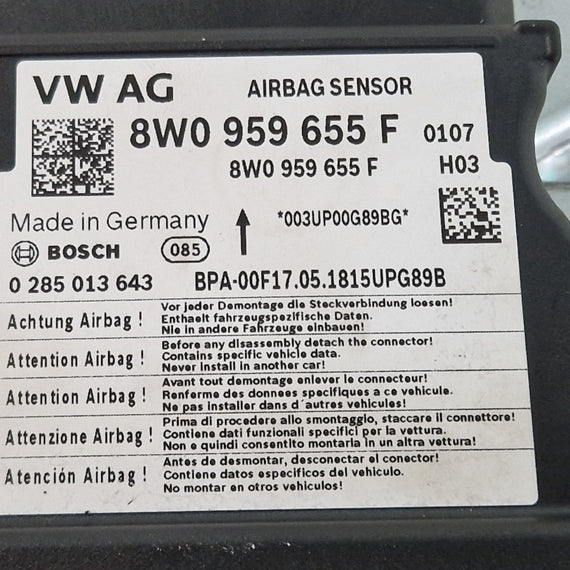 VW AG AIRBAG SENSOR
8W0 959 655 F 0107
8W0 959 655 F H03
Made in Germany *003UP00G89BG*
BOSCH 085
0 285 013 643 BPA-00F17.05.1815UPG89B
Achtung Airbag ! Vor jeder Demontage die Steckverbindung loesen!
Enthaelt fahrzeugspezifische Daten.
Nie in andere Fahrzeuge einbauen!
Attention Airbag ! Before any disassembly detach the connector!
Contains specific vehicle data.
Never install in another car!
Attention Airbag ! Avant tout demontage enlever le connecteur!
Renferme des données specifiques a ce vehicule.
Ne pas installer dans d´autres vehicules!
Attenzione Airbag ! Prima di procedere allo smontaggio, staccare il connettore!
Contiene dati funzionali specifici per la vettura.
Non e quindi consentito montarla in un altra vettura!
Atención Airbag ! Antes de desmontar, desconectar el conector!
Contiene datos especificos del vehiculo.
No montar en otros vehiculos!